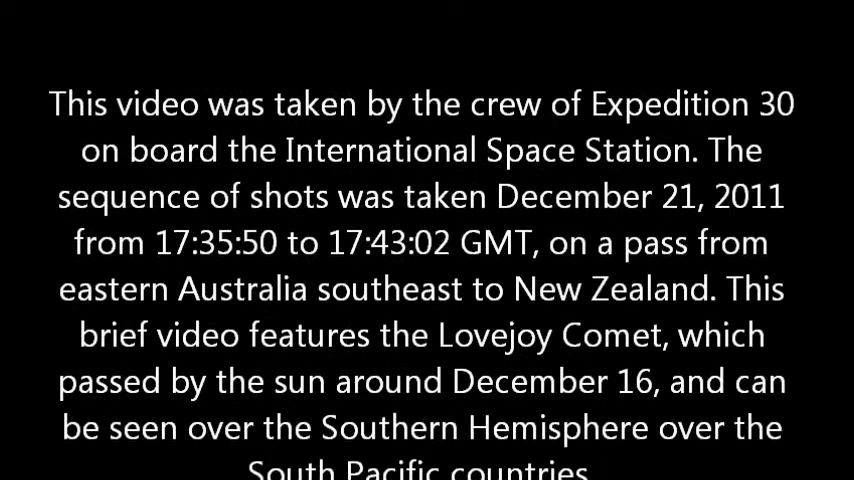 This video was taken by the crew of Expedition 30
on board the International Space Station. The
sequence of shots was taken December 21, 2011
from 17:35:50 to 17:43:02 GMT, on a pass from
eastern Australia southeast to New Zealand. This
brief video features the Lovejoy Comet, which
passed by the sun around December 16, and can
be seen over the Southern Hemisphere over the
South Pacific countries.